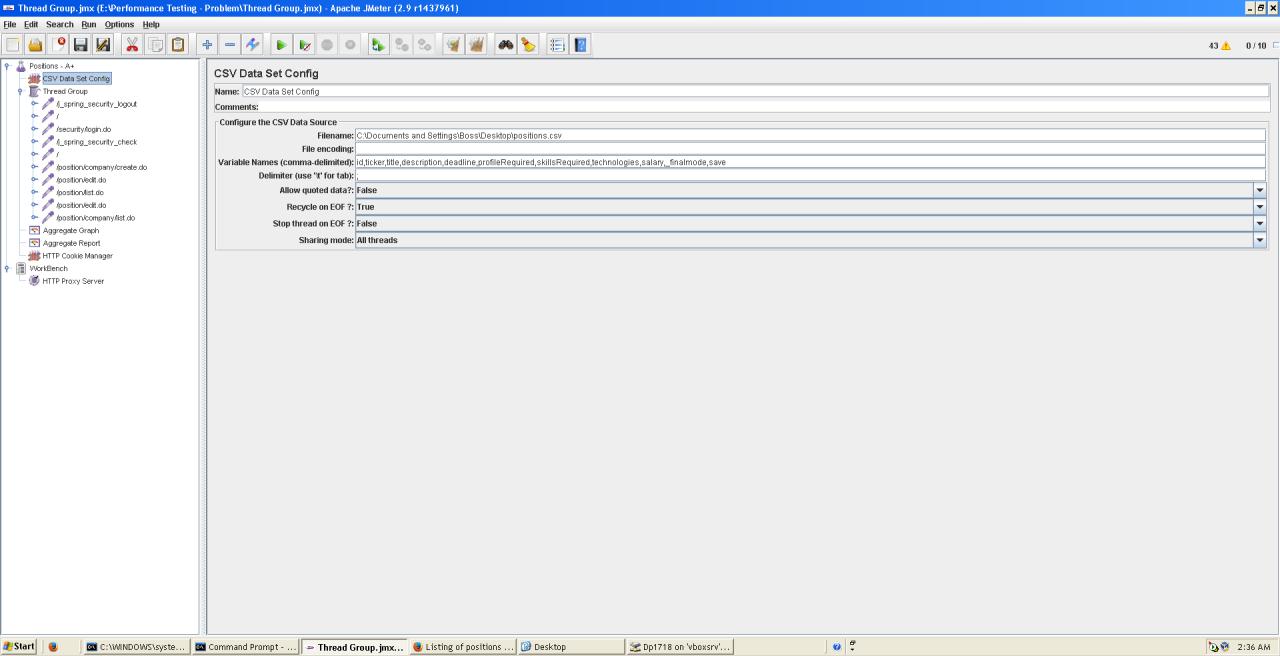 Thread Group.jmx (E:\Performance Testing - Problem\Thread Group.jmx) - Apache JMeter (2.9 r1437961)
File Edit Search Run Options Help
43 0 / 10
Positions - A+
CSV Data Set Config
Thread Group
/j_spring_security_logout
/
/security/login.do
/j_spring_security_check
/
/position/company/create.do
/position/edit.do
/position/list.do
/position/edit.do
/position/company/list.do
Aggregate Graph
Aggregate Report
HTTP Cookie Manager
WorkBench
HTTP Proxy Server
CSV Data Set Config
Name: CSV Data Set Config
Comments:
Configure the CSV Data Source
Filename: C:\Documents and Settings\Boss\Desktop\positions.csv
File encoding:
Variable Names (comma-delimited): id,ticker,title,description,deadline,profileRequired,skillsRequired,technologies,salary,_finalmode,save
Delimiter (use '\t' for tab): ;
Allow quoted data?: False
Recycle on EOF ?: True
Stop thread on EOF ?: False
Sharing mode: All threads
Start C:\WINDOWS\syste... Command Prompt - ... Thread Group.jmx... Listing of positions ... Desktop Dp1718 on 'vboxsrv'... 2:36 AM